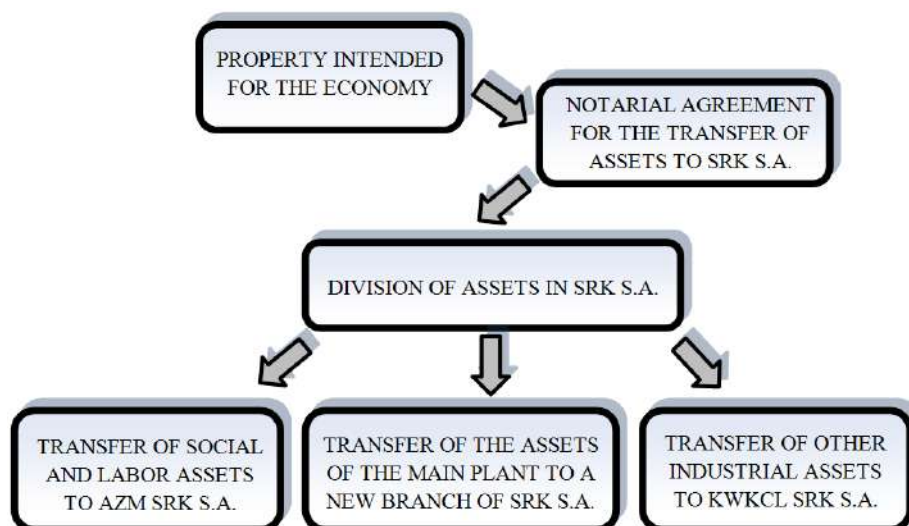 PROPERTY INTENDED
FOR THE ECONOMY
NOTARIAL AGREEMENT
FOR THE TRANSFER OF
ASSETS TO SRK S.A.
DIVISION OF ASSETS IN SRK S.A.
TRANSFER OF SOCIAL
AND LABOR ASSETS
TO AZM SRK S.A.
TRANSFER OF THE ASSETS
OF THE MAIN PLANT TO A
NEW BRANCH OF SRK S.A.
TRANSFER OF OTHER
INDUSTRIAL ASSETS
TO KWKCL SRK S.A.